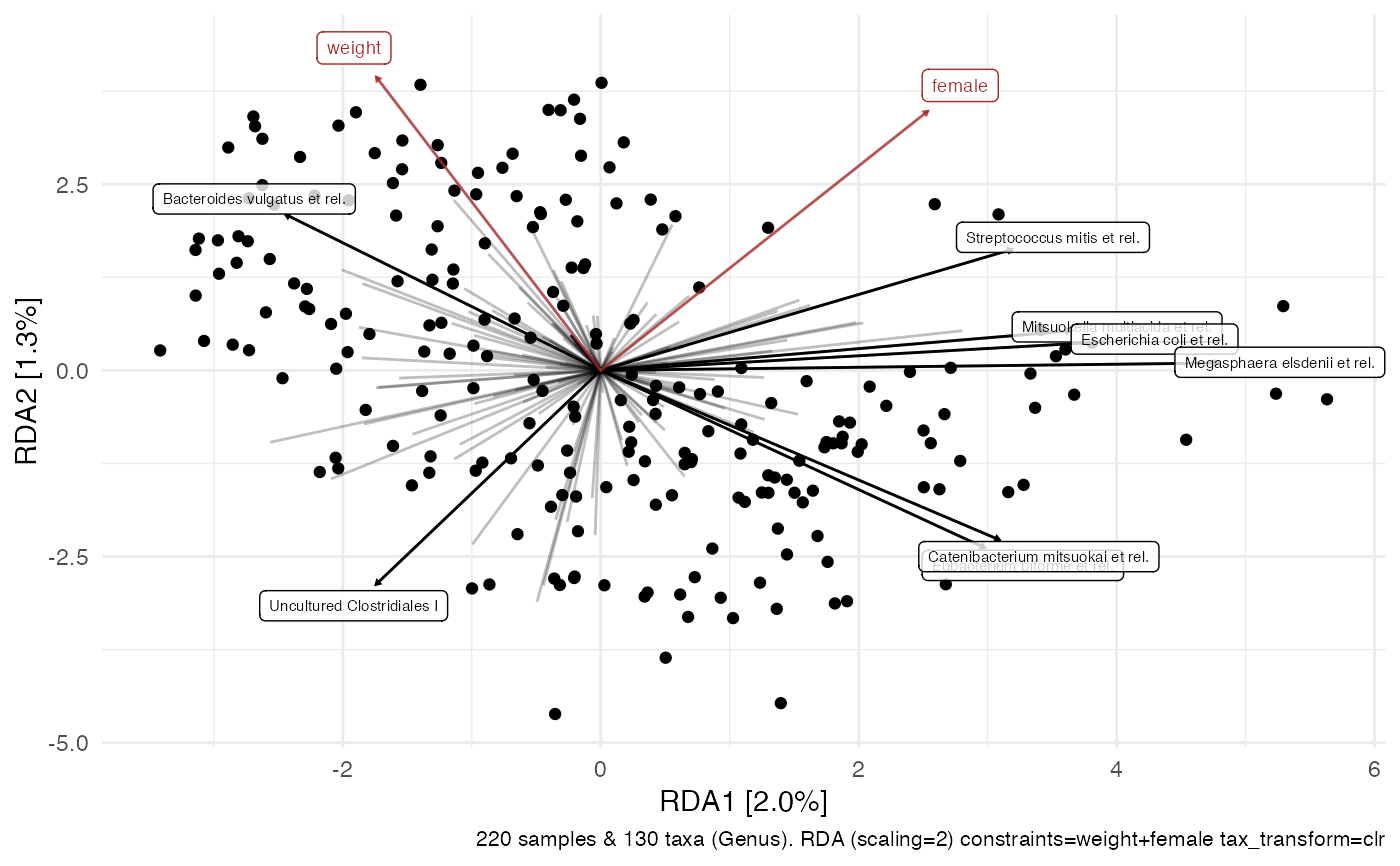 weight
female
Bacteroides vulgatus et rel.
Streptococcus mitis et rel.
Mitsuokella multiacida et rel.
Escherichia coli et rel.
Megasphaera elsdenii et rel.
Catenibacterium mitsuokai et rel.
Eubacterium biforme et rel.
Uncultured Clostridiales I
2.5
0.0
-2.5
-5.0
RDA2 [1.3%]
-2
0
2
4
6
RDA1 [2.0%]
220 samples & 130 taxa (Genus). RDA (scaling=2) constraints=weight+female tax_transform=clr